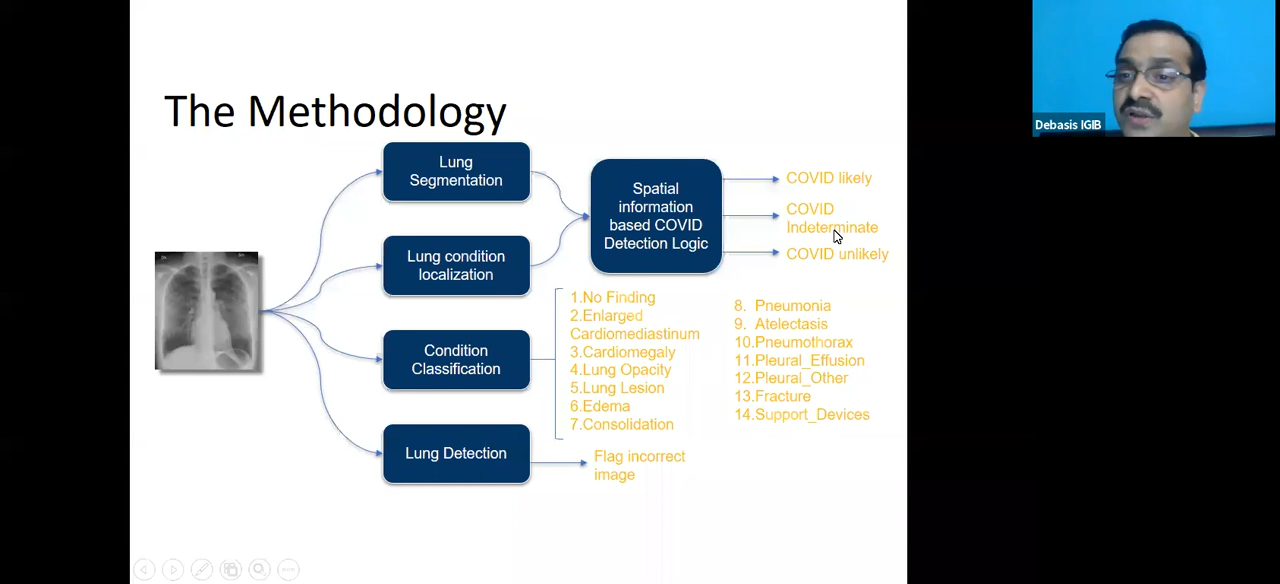 The Methodology
Lung
Segmentation
Lung condition
localization
Condition
Classification
Lung Detection
Spatial
information
based COVID
Detection Logic
COVID likely
COVID
Indeterminate
COVID unlikely
1.No Finding
2.Enlarged
Cardiomediastinum
3.Cardiomegaly
4.Lung Opacity
5.Lung Lesion
6.Edema
7.Consolidation
8. Pneumonia
9. Atelectasis
10.Pneumothorax
11.Pleural_Effusion
12.Pleural_Other
13.Fracture
14.Support_Devices
Flag incorrect
image
Debasis IGIB